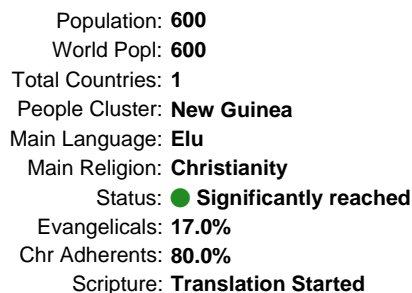 Population: 600
World Popl: 600
Total Countries: 1
People Cluster: New Guinea
Main Language: Elu
Main Religion: Christianity
Status: Significantly reached
Evangelicals: 17.0%
Chr Adherents: 80.0%
Scripture: Translation Started